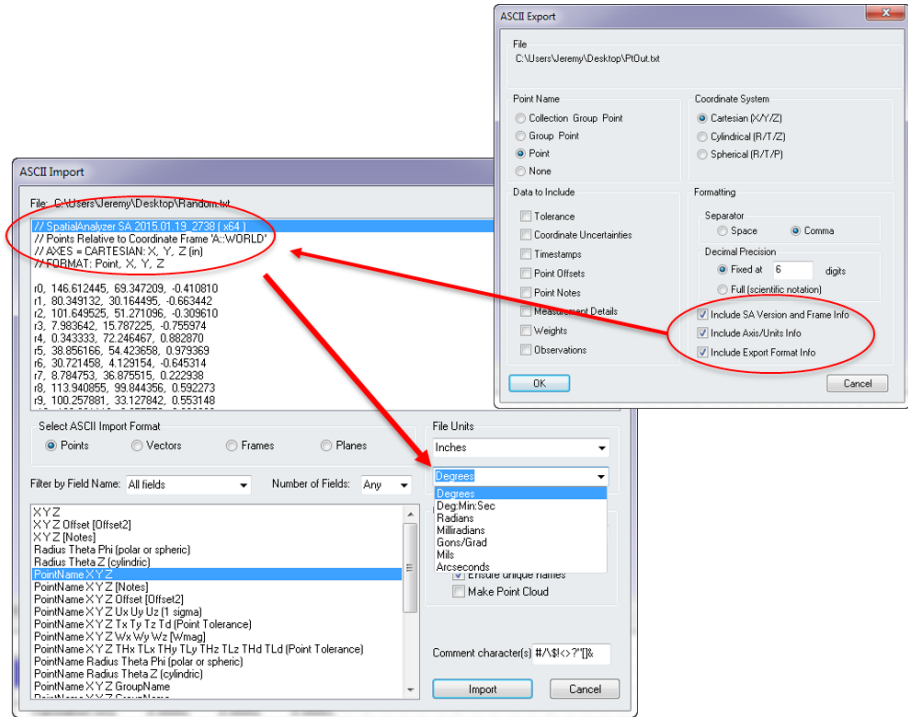 ASCII Export
File
C:\Users\Jeremy\Desktop\PtOut.txt
Point Name
Collection Group Point
Group Point
Point
None
Coordinate System
Cartesian (X/Y/Z)
Cylindrical (R/T/Z)
Spherical (R/T/P)
Data to Include
Tolerance
Coordinate Uncertainties
Timestamps
Point Offsets
Point Notes
Measurement Details
Weights
Observations
Formatting
Separator
Space
Comma
Decimal Precision
Fixed at 6 digits
Full (scientific notation)
Include SA Version and Frame Info
Include Axis/Units Info
Include Export Format Info
OK
Cancel
ASCII Import
File: C:\Users\Jeremy\Desktop\Random.txt
// SpatialAnalyzer SA 2015.01.19_2738 ( x64 )
// Points Relative to Coordinate Frame 'A::WORLD'
// AXES = CARTESIAN: X, Y, Z (in)
// FORMAT: Point, X, Y, Z
r0, 146.612445, 69.347209, -0.410810
r1, 80.349132, 30.164495, -0.663442
r2, 101.649525, 51.271096, -0.309610
r3, 7.983642, 15.787225, -0.755974
r4, 0.343333, 72.246467, 0.882870
r5, 38.856166, 54.423658, 0.979369
r6, 30.721458, 4.129154, -0.645314
r7, 8.784753, 36.875515, 0.222938
r8, 113.940855, 99.844356, 0.592273
r9, 100.257881, 33.127842, 0.553148
Select ASCII Import Format
Points
Vectors
Frames
Planes
File Units
Inches
Degrees
Degrees
Deg:Min:Sec
Radians
Milliradians
Gons/Grad
Mils
Arcseconds
Filter by Field Name: All fields
Number of Fields: Any
X Y Z
X Y Z Offset [Offset2]
X Y Z [Notes]
Radius Theta Phi (polar or spheric)
Radius Theta Z (cylindric)
PointName X Y Z
PointName X Y Z [Notes]
PointName X Y Z Offset [Offset2]
PointName X Y Z Ux Uy Uz (1 sigma)
PointName X Y Z Tx Ty Tz Td (Point Tolerance)
PointName X Y Z Wx Wy Wz [Wmag]
PointName X Y Z THx TLx THy TLy THz TLz THd TLd (Point Tolerance)
PointName Radius Theta Phi (polar or spheric)
PointName Radius Theta Z (cylindric)
PointName X Y Z GroupName
Ensure unique names
Make Point Cloud
Comment character(s) #/\$!<>?"[]&
Import
Cancel